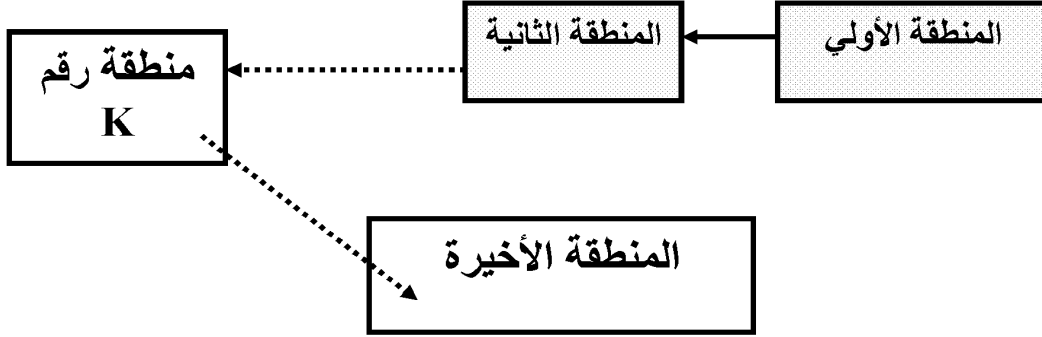 المنطقة الأولي
المنطقة الثانية
منطقة رقم
K
المنطقة الأخيرة